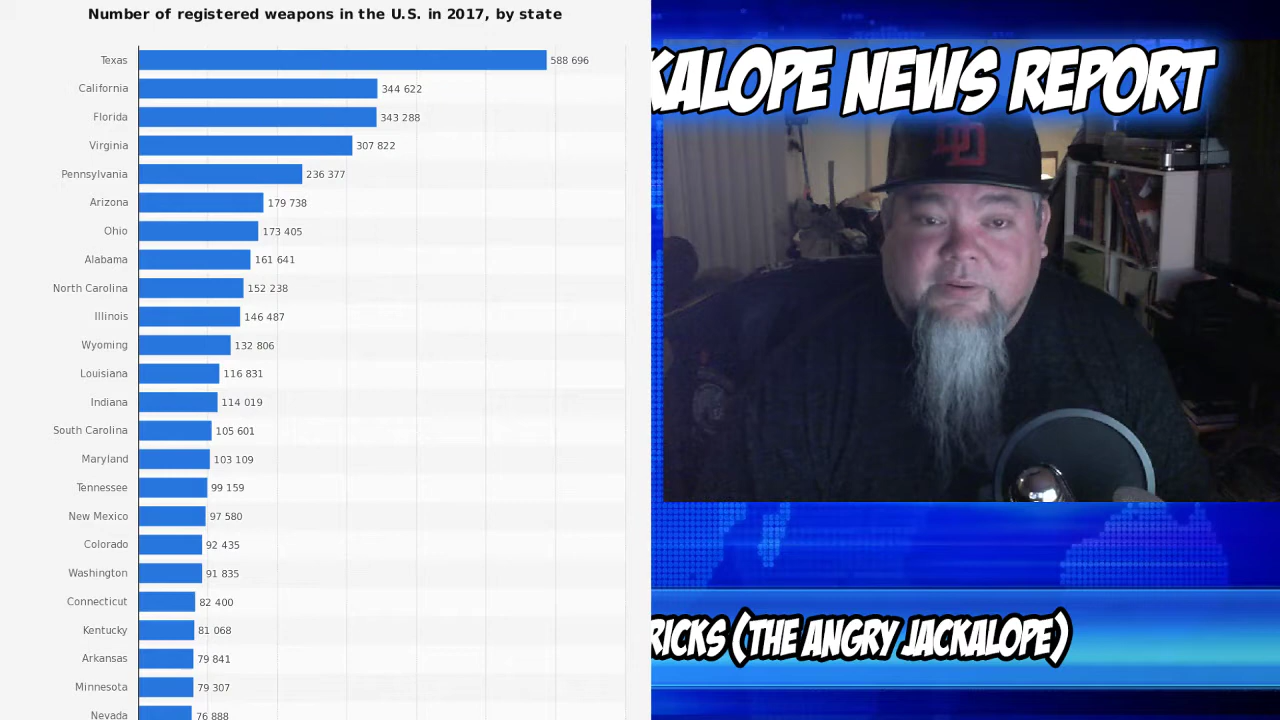 Number of registered weapons in the U.S. in 2017, by state
Texas 588 696
California 344 622
Florida 343 288
Virginia 307 822
Pennsylvania 236 377
Arizona 179 738
Ohio 173 405
Alabama 161 641
North Carolina 152 238
Illinois 146 487
Wyoming 132 806
Louisiana 116 831
Indiana 114 019
South Carolina 105 601
Maryland 103 109
Tennessee 99 159
New Mexico 97 580
Colorado 92 435
Washington 91 835
Connecticut 82 400
Kentucky 81 068
Arkansas 79 841
Minnesota 79 307
Nevada 76 888
KALOPE NEWS REPORT
RICKS (THE ANGRY JACKALOPE)